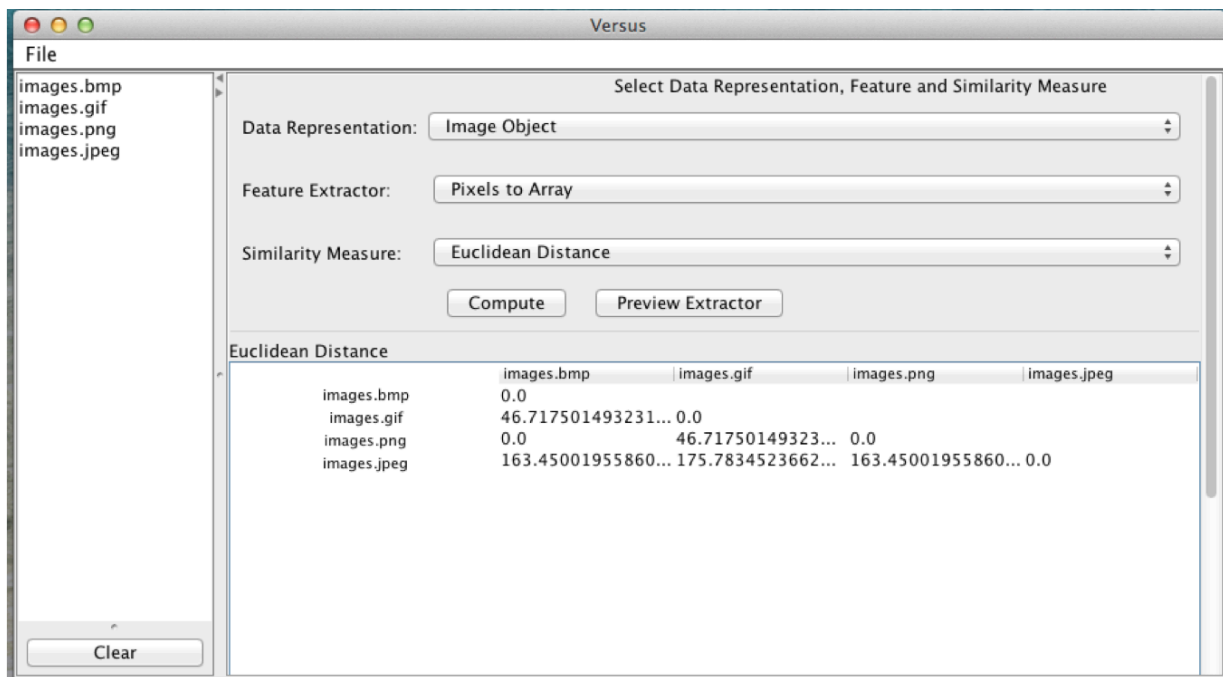 Versus
File
images.bmp
images.gif
images.png
images.jpeg
Clear
Select Data Representation, Feature and Similarity Measure
Data Representation: Image Object
Feature Extractor: Pixels to Array
Similarity Measure: Euclidean Distance
Compute Preview Extractor
Euclidean Distance
images.bmp images.gif images.png images.jpeg
images.bmp 0.0
images.gif 46.717501493231... 0.0
images.png 0.0 46.71750149323... 0.0
images.jpeg 163.45001955860... 175.7834523662... 163.45001955860... 0.0